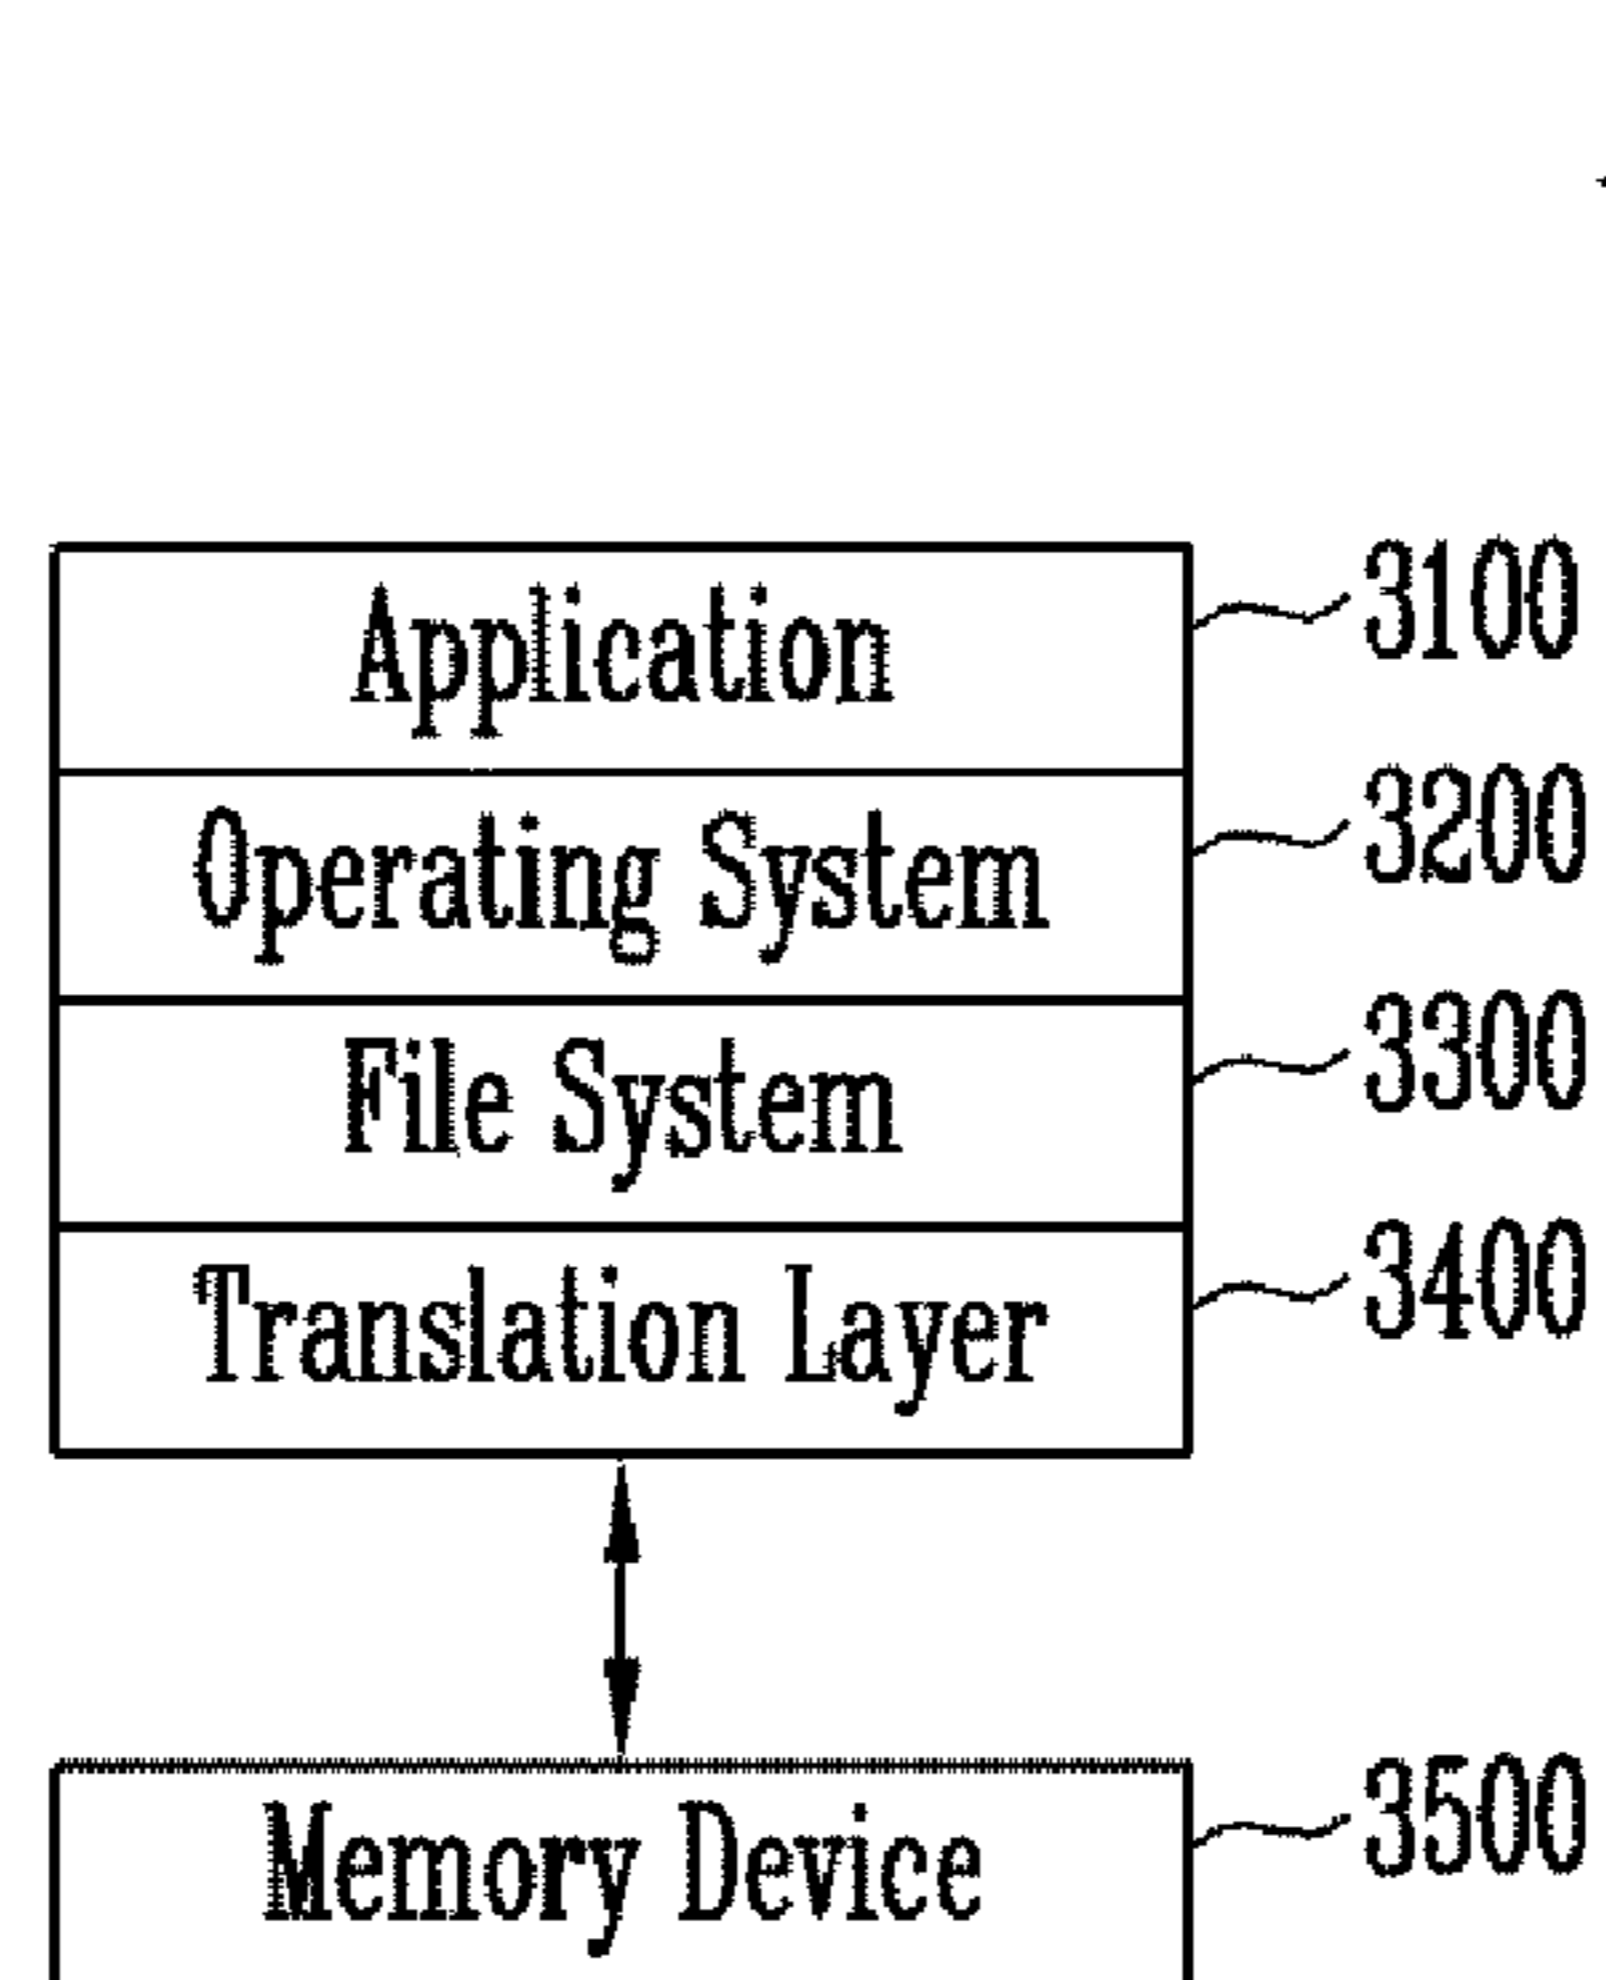 Application 3100
Operating System 3200
File System 3300
Translation Layer 3400
Memory Device 3500